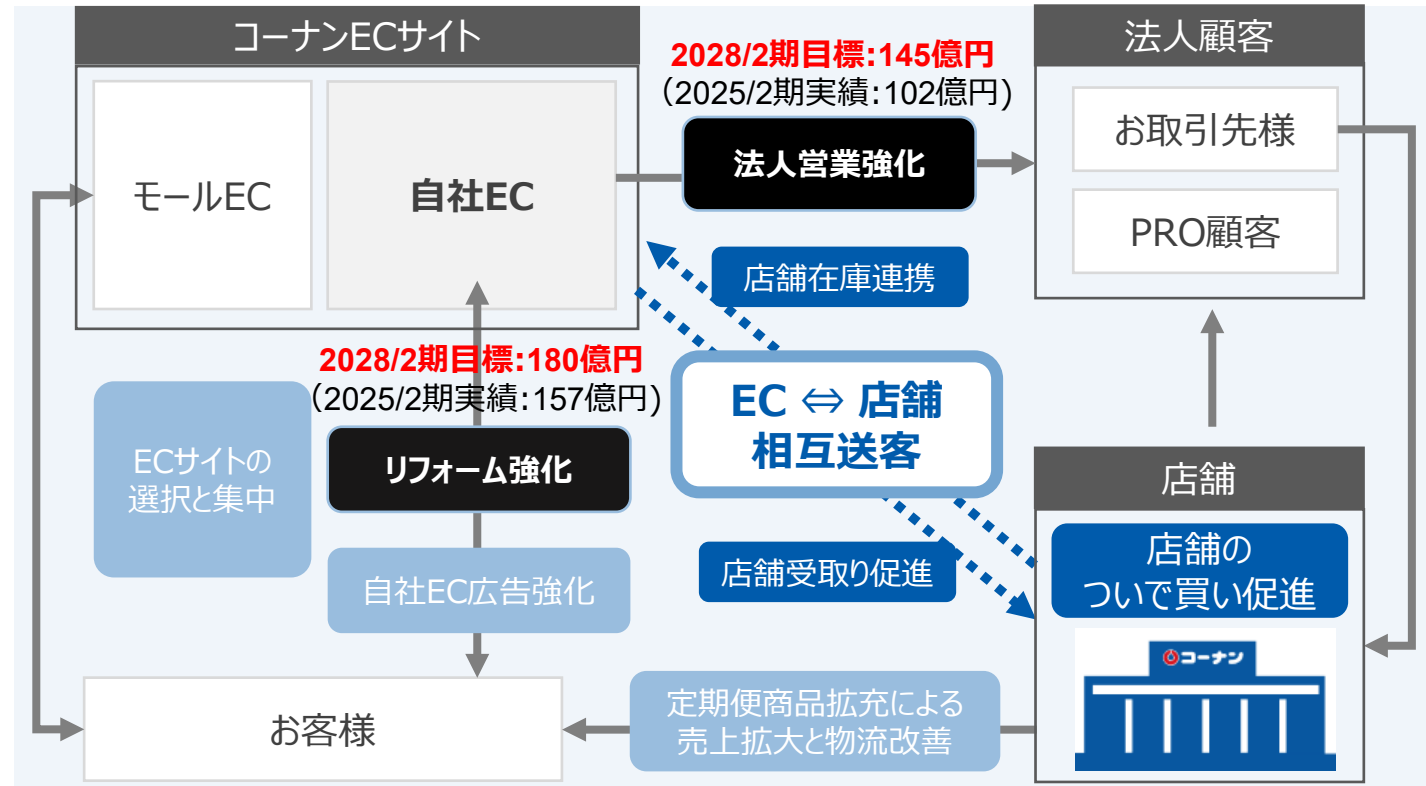 コーナンECサイト
モールEC
自社EC
2028/2期目標:145億円
(2025/2期実績:102億円)
法人営業強化
法人顧客
お取引先様
PRO顧客
店舗在庫連携
2028/2期目標:180億円
(2025/2期実績:157億円)
リフォーム強化
ECサイトの
選択と集中
自社EC広告強化
EC ⇔ 店舗
相互送客
店舗受取り促進
店舗
店舗の
ついで買い促進
コーナン
お客様
定期便商品拡充による
売上拡大と物流改善